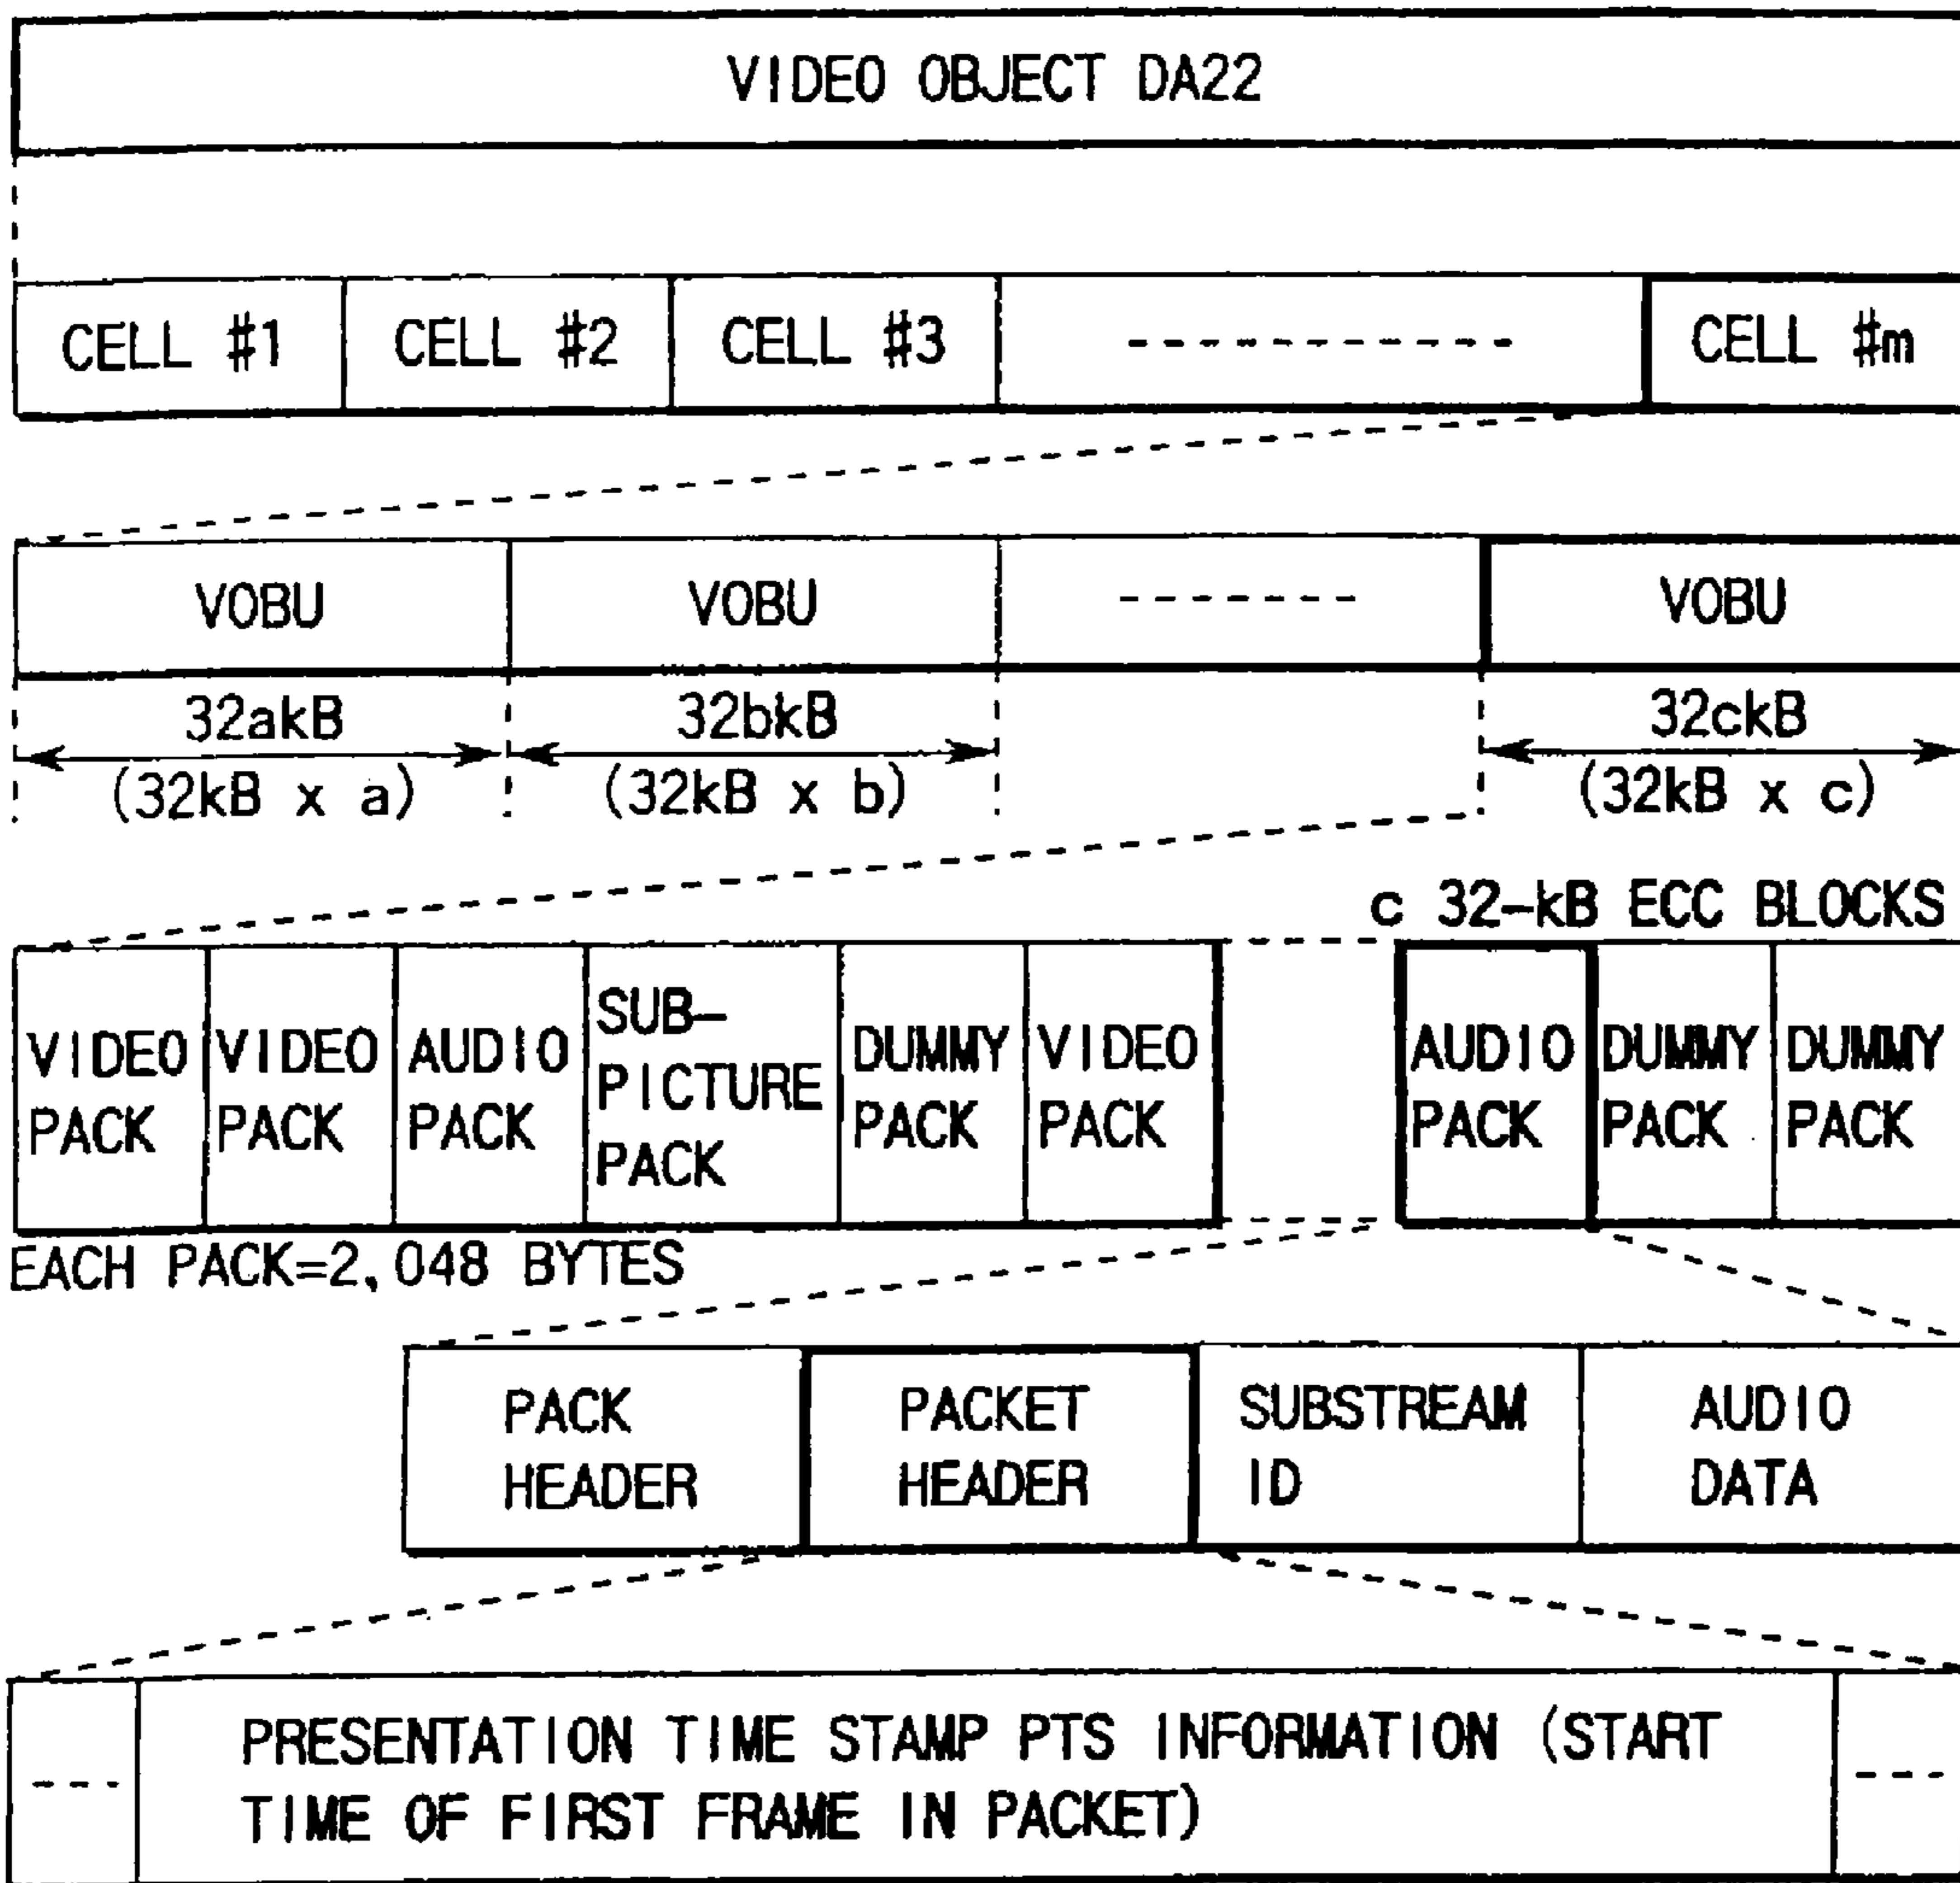 VIDEO OBJECT DA22
CELL #1 CELL #2 CELL #3 ----------- CELL #m
VOBU VOBU ------- VOBU
32akB 32bkB 32ckB
(32kB x a) (32kB x b) (32kB x c)
c 32-kB ECC BLOCKS
VIDEO PACK
VIDEO PACK
AUDIO PACK
SUB-
PICTURE
PACK
DUMMY PACK
VIDEO PACK
AUDIO PACK
DUMMY PACK
DUMMY PACK
EACH PACK=2,048 BYTES
PACK
HEADER
PACKET
HEADER
SUBSTREAM
ID
AUDIO
DATA
--- PRESENTATION TIME STAMP PTS INFORMATION (START ---
TIME OF FIRST FRAME IN PACKET)